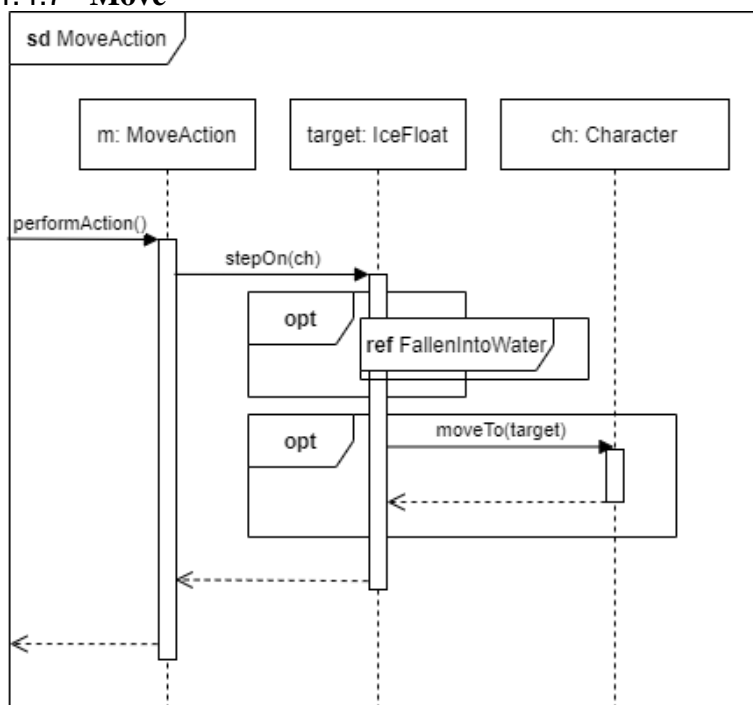 Move
sd MoveAction
m: MoveAction
target: IceFloat
ch: Character
performAction()
stepOn(ch)
opt
ref FallenIntoWater
opt
moveTo(target)